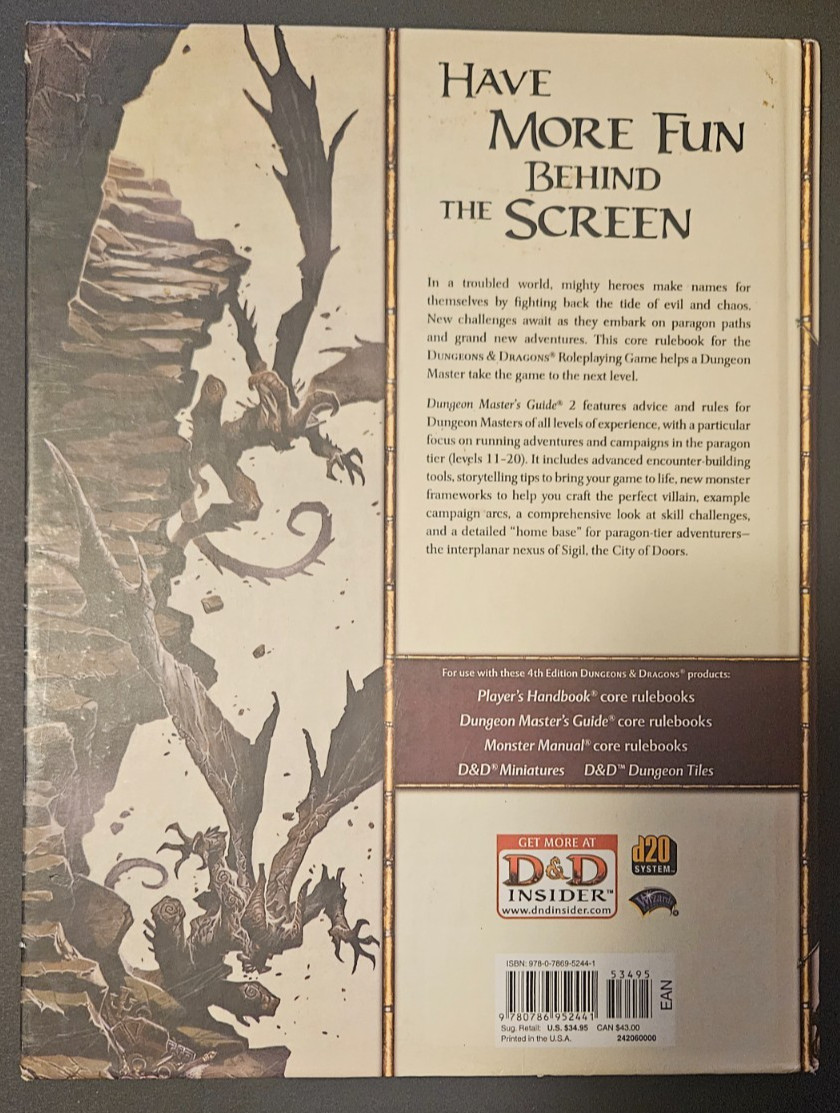 HAVE
MORE FUN
BEHIND
THE SCREEN
In a troubled world, mighty heroes make names for
themselves by fighting back the tide of evil and chaos.
New challenges await as they embark on paragon paths
and grand new adventures. This core rulebook for the
DUNGEONS & DRAGONS® Roleplaying Game helps a Dungeon
Master take the game to the next level.
Dungeon Master's Guide® 2 features advice and rules for
Dungeon Masters of all levels of experience, with a particular
focus on running adventures and campaigns in the paragon
tier (levels 11–20). It includes advanced encounter-building
tools, storytelling tips to bring your game to life, new monster
frameworks to help you craft the perfect villain, example
campaign arcs, a comprehensive look at skill challenges,
and a detailed "home base" for paragon-tier adventurers—
the interplanar nexus of Sigil, the City of Doors.
For use with these 4th Edition DUNGEONS & DRAGONS® products:
Player's Handbook® core rulebooks
Dungeon Master's Guide® core rulebooks
Monster Manual® core rulebooks
D&D® Miniatures D&D™ Dungeon Tiles
GET MORE AT
D&D
INSIDER™
www.dndinsider.com
d20
SYSTEM™
Wizards
ISBN: 978-0-7869-5244-1
53495
EAN
9 780786 952441
Sug. Retail: U.S. $34.95 CAN $43.00
Printed in the U.S.A. 242060000